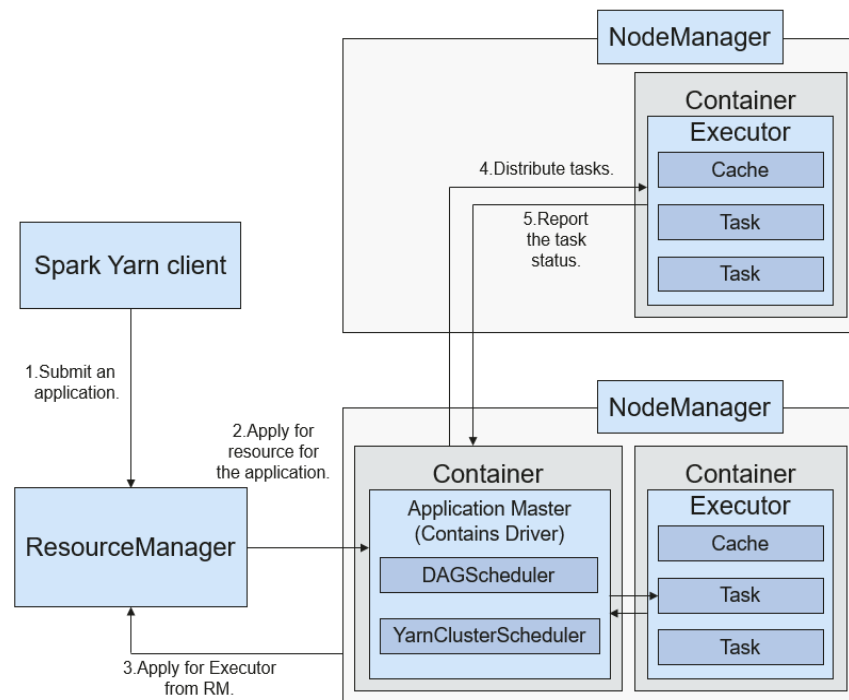 NodeManager
Container
Executor
Cache
Task
Task
4.Distribute tasks.
5.Report
the task
status.
Spark Yarn client
1.Submit an
application.
2.Apply for
resource for
the application.
ResourceManager
3.Apply for Executor
from RM.
NodeManager
Container
Application Master
(Contains Driver)
DAGScheduler
YarnClusterScheduler
Container
Executor
Cache
Task
Task